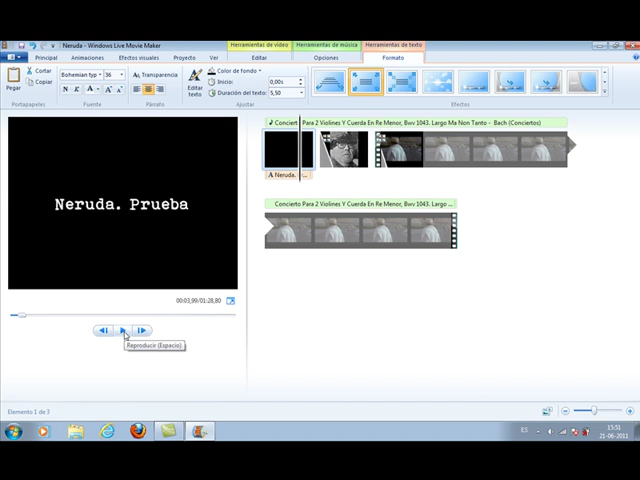 Neruda - Windows Live Movie Maker
Herramientas de vídeo
Herramientas de música
Herramientas de texto
Principal
Animaciones
Efectos visuales
Proyecto
Ver
Editar
Opciones
Formato
Pegar
Cortar
Copiar
Portapapeles
Bohemian typ
36
N K A A A
Fuente
Transparencia
Párrafo
Editar texto
Color de fondo
Inicio: 0,00s
Duración del texto: 5,50
Ajustar
Efectos
Neruda. Prueba
00:03,99/01:28,80
Reproducir (Espacio)
Concierto Para 2 Violines Y Cuerda En Re Menor, Bwv 1043. Largo Ma Non Tanto - Bach (Conciertos)
A Neruda. P...
Concierto Para 2 Violines Y Cuerda En Re Menor, Bwv 1043. Largo ...
Elemento 1 de 3
ES
15:51
21-06-2011